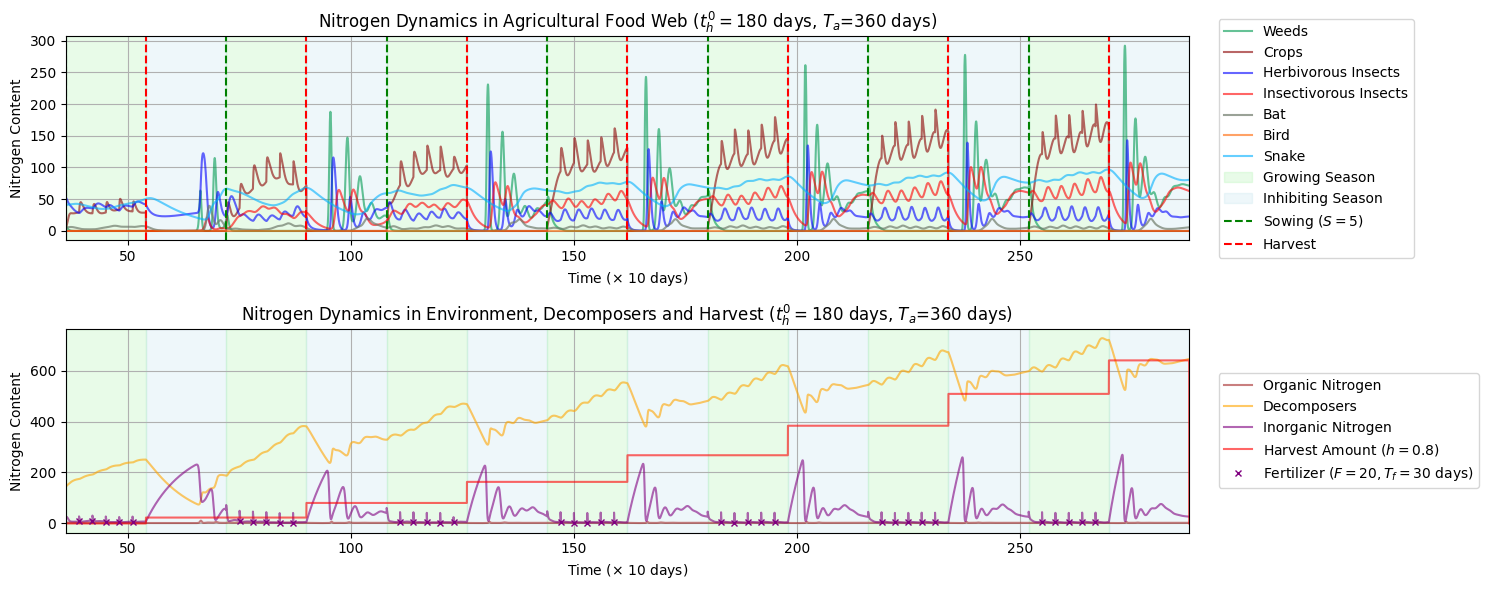 Nitrogen Dynamics in Agricultural Food Web ($t_h^0 = 180$ days, $T_a$=360 days)
Nitrogen Content
300
250
200
150
100
50
0
50
100
150
200
250
Time (× 10 days)
Weeds
Crops
Herbivorous Insects
Insectivorous Insects
Bat
Bird
Snake
Growing Season
Inhibiting Season
Sowing ($S = 5$)
Harvest
Nitrogen Dynamics in Environment, Decomposers and Harvest ($t_h^0 = 180$ days, $T_a$=360 days)
Nitrogen Content
600
400
200
0
50
100
150
200
250
Time (× 10 days)
Organic Nitrogen
Decomposers
Inorganic Nitrogen
Harvest Amount ($h = 0.8$)
Fertilizer ($F = 20, T_f = 30$ days)